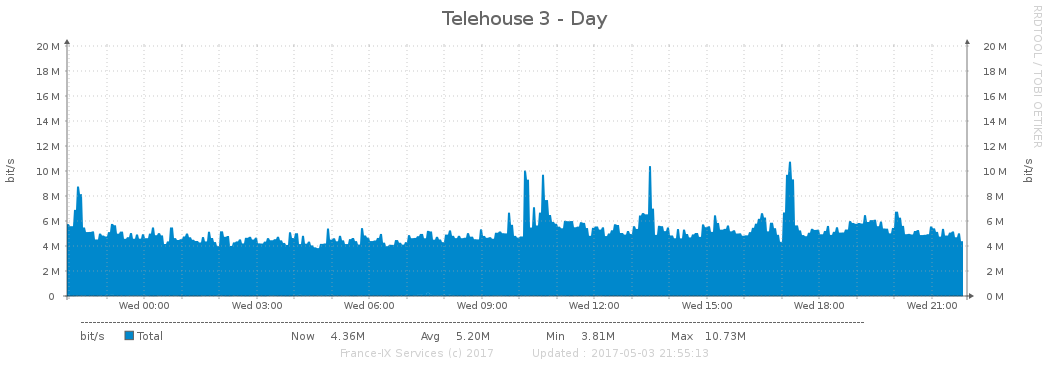 Telehouse 3 - Day
RRDTOOL / TOBI OETIKER
bit/s
20 M 20 M
18 M 18 M
16 M 16 M
14 M 14 M
12 M 12 M
10 M 10 M
8 M 8 M
6 M 6 M
4 M 4 M
2 M 2 M
0 0 M
bit/s
Wed 00:00 Wed 03:00 Wed 06:00 Wed 09:00 Wed 12:00 Wed 15:00 Wed 18:00 Wed 21:00
bit/s Total Now 4.36M Avg 5.20M Min 3.81M Max 10.73M
France-IX Services (c) 2017 Updated : 2017-05-03 21:55:13